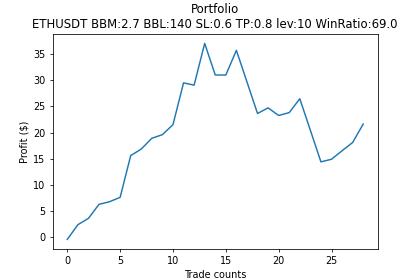 Portfolio
ETHUSDT BBM:2.7 BBL:140 SL:0.6 TP:0.8 lev:10 WinRatio:69.0
35
30
25
20
15
10
5
0
Profit ($)
0 5 10 15 20 25
Trade counts